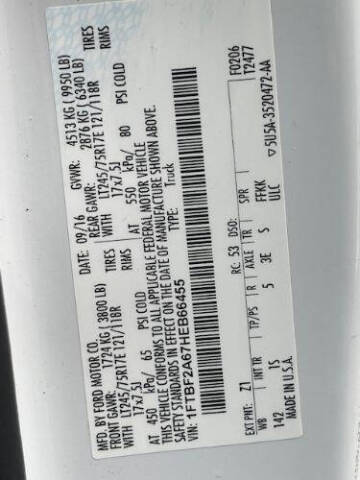 MFD. BY FORD MOTOR CO. DATE: 09/16 GVWR: 4513 KG ( 9950 LB)
FRONT GAWR: 1724 KG ( 3800 LB) REAR GAWR: 2876 KG ( 6340 LB)
WITH LT245/75R17E 121/118R TIRES WITH LT245/75R17E 121/118R TIRES
17x7.5J RIMS 17x7.5J RIMS
AT 450 kPa/ 65 PSI COLD AT 550 kPa/ 80 PSI COLD
THIS VEHICLE CONFORMS TO ALL APPLICABLE FEDERAL MOTOR VEHICLE
SAFETY STANDARDS IN EFFECT ON THE DATE OF MANUFACTURE SHOWN ABOVE.
VIN: 1FTBF2A67HEB66455 TYPE: Truck
F0206
T2477
EXT PNT: Z1 RC: 53 DSO:
WB INT TR TP/PS R AXLE TR SPR
142 IS 5 3E S FFKK
MADE IN U.S.A. ULC
▽5U5A-3520472-AA